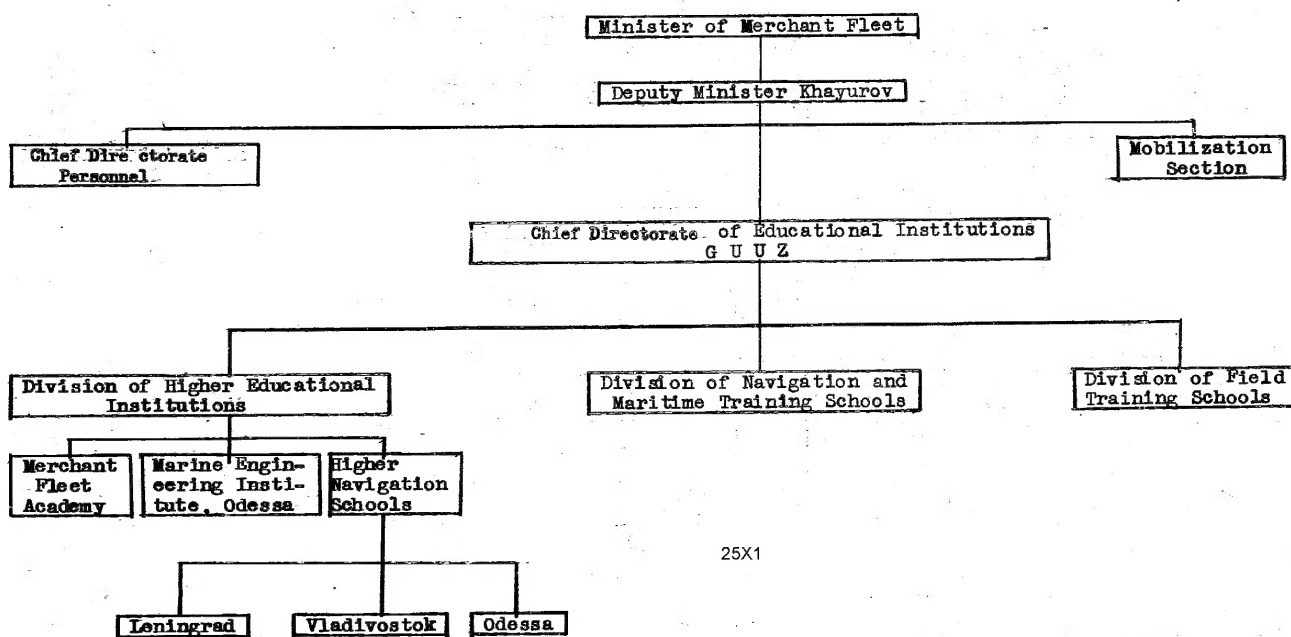 Minister of Merchant Fleet
Deputy Minister Khayurov
Chief Directorate
Personnel
Mobilization
Section
Chief Directorate of Educational Institutions
G U U Z
Division of Higher Educational
Institutions
Division of Navigation and
Maritime Training Schools
Division of Field
Training Schools
Merchant
Fleet
Academy
Marine Engin-
eering Insti-
tute, Odessa
Higher
Navigation
Schools
25X1
Leningrad
Vladivostok
Odessa